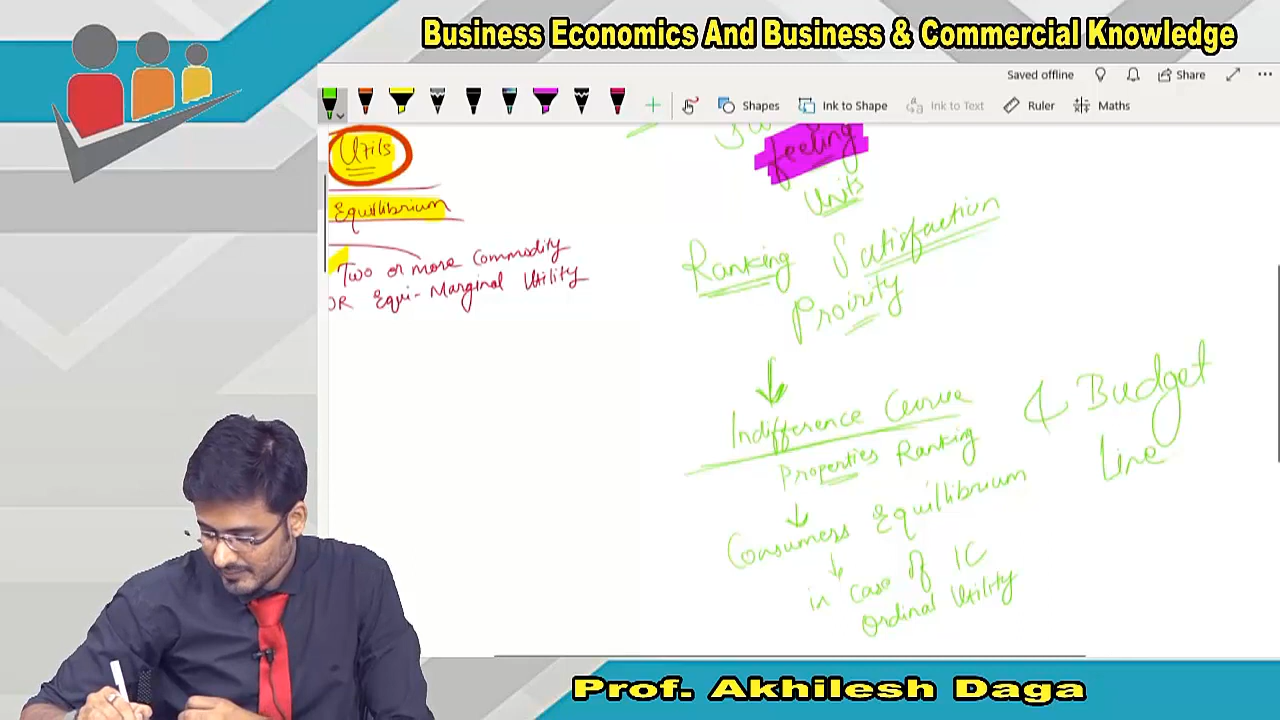 Business Economics And Business & Commercial Knowledge
Saved offline
Share
Shapes
Ink to Shape
Ink to Text
Ruler
Maths
Utils
Equilibrium
Two or more Commodity
OR Equi-Marginal Utility
feeling
Units
Ranking Satisfaction
Proirity
Indifference Curve & Budget Line
Properties Ranking
Consumers Equillibrium
in case of IC
Ordinal Utility
Prof. Akhilesh Daga